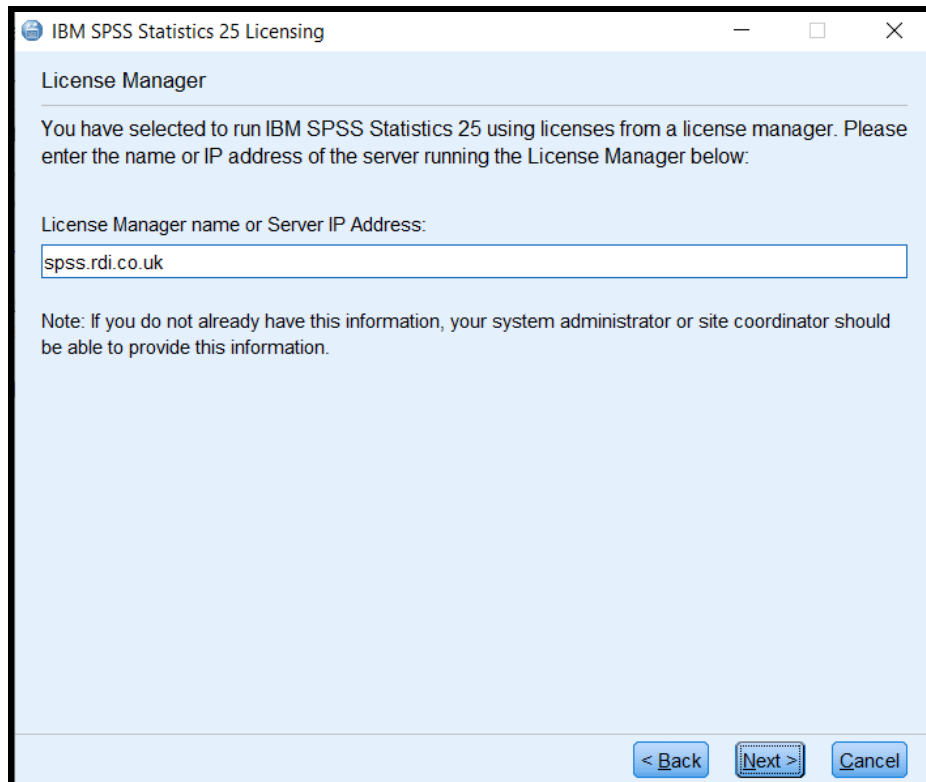 IBM SPSS Statistics 25 Licensing
License Manager
You have selected to run IBM SPSS Statistics 25 using licenses from a license manager. Please
enter the name or IP address of the server running the License Manager below:
License Manager name or Server IP Address:
spss.rdi.co.uk
Note: If you do not already have this information, your system administrator or site coordinator should
be able to provide this information.
< Back Next > Cancel